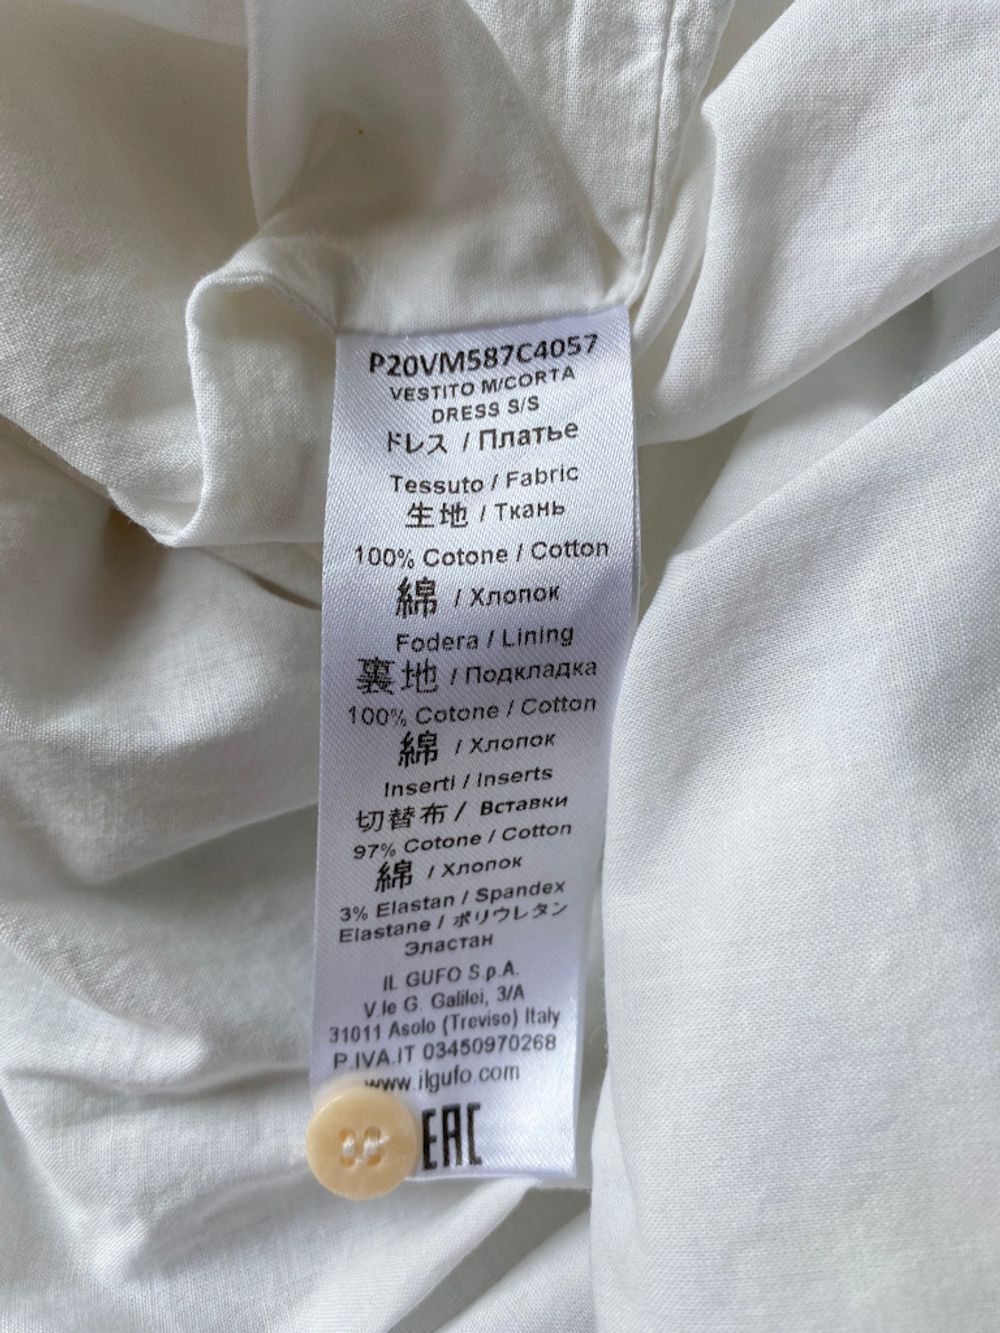 P20VM587C4057
VESTITO M/CORTA
DRESS S/S
ドレス / Платье
Tessuto / Fabric
生地 / Ткань
100% Cotone / Cotton
綿 / Хлопок
Fodera / Lining
裏地 / Подкладка
100% Cotone / Cotton
綿 / Хлопок
Inserti / Inserts
切替布 / Вставки
97% Cotone / Cotton
綿 / Хлопок
3% Elastan / Spandex
Elastane / ポリウレタン
Эластан
IL GUFO S.p.A.
V.le G. Galilei, 3/A
31011 Asolo (Treviso) Italy
P.IVA.IT 03450970268
www.ilgufo.com
EAC